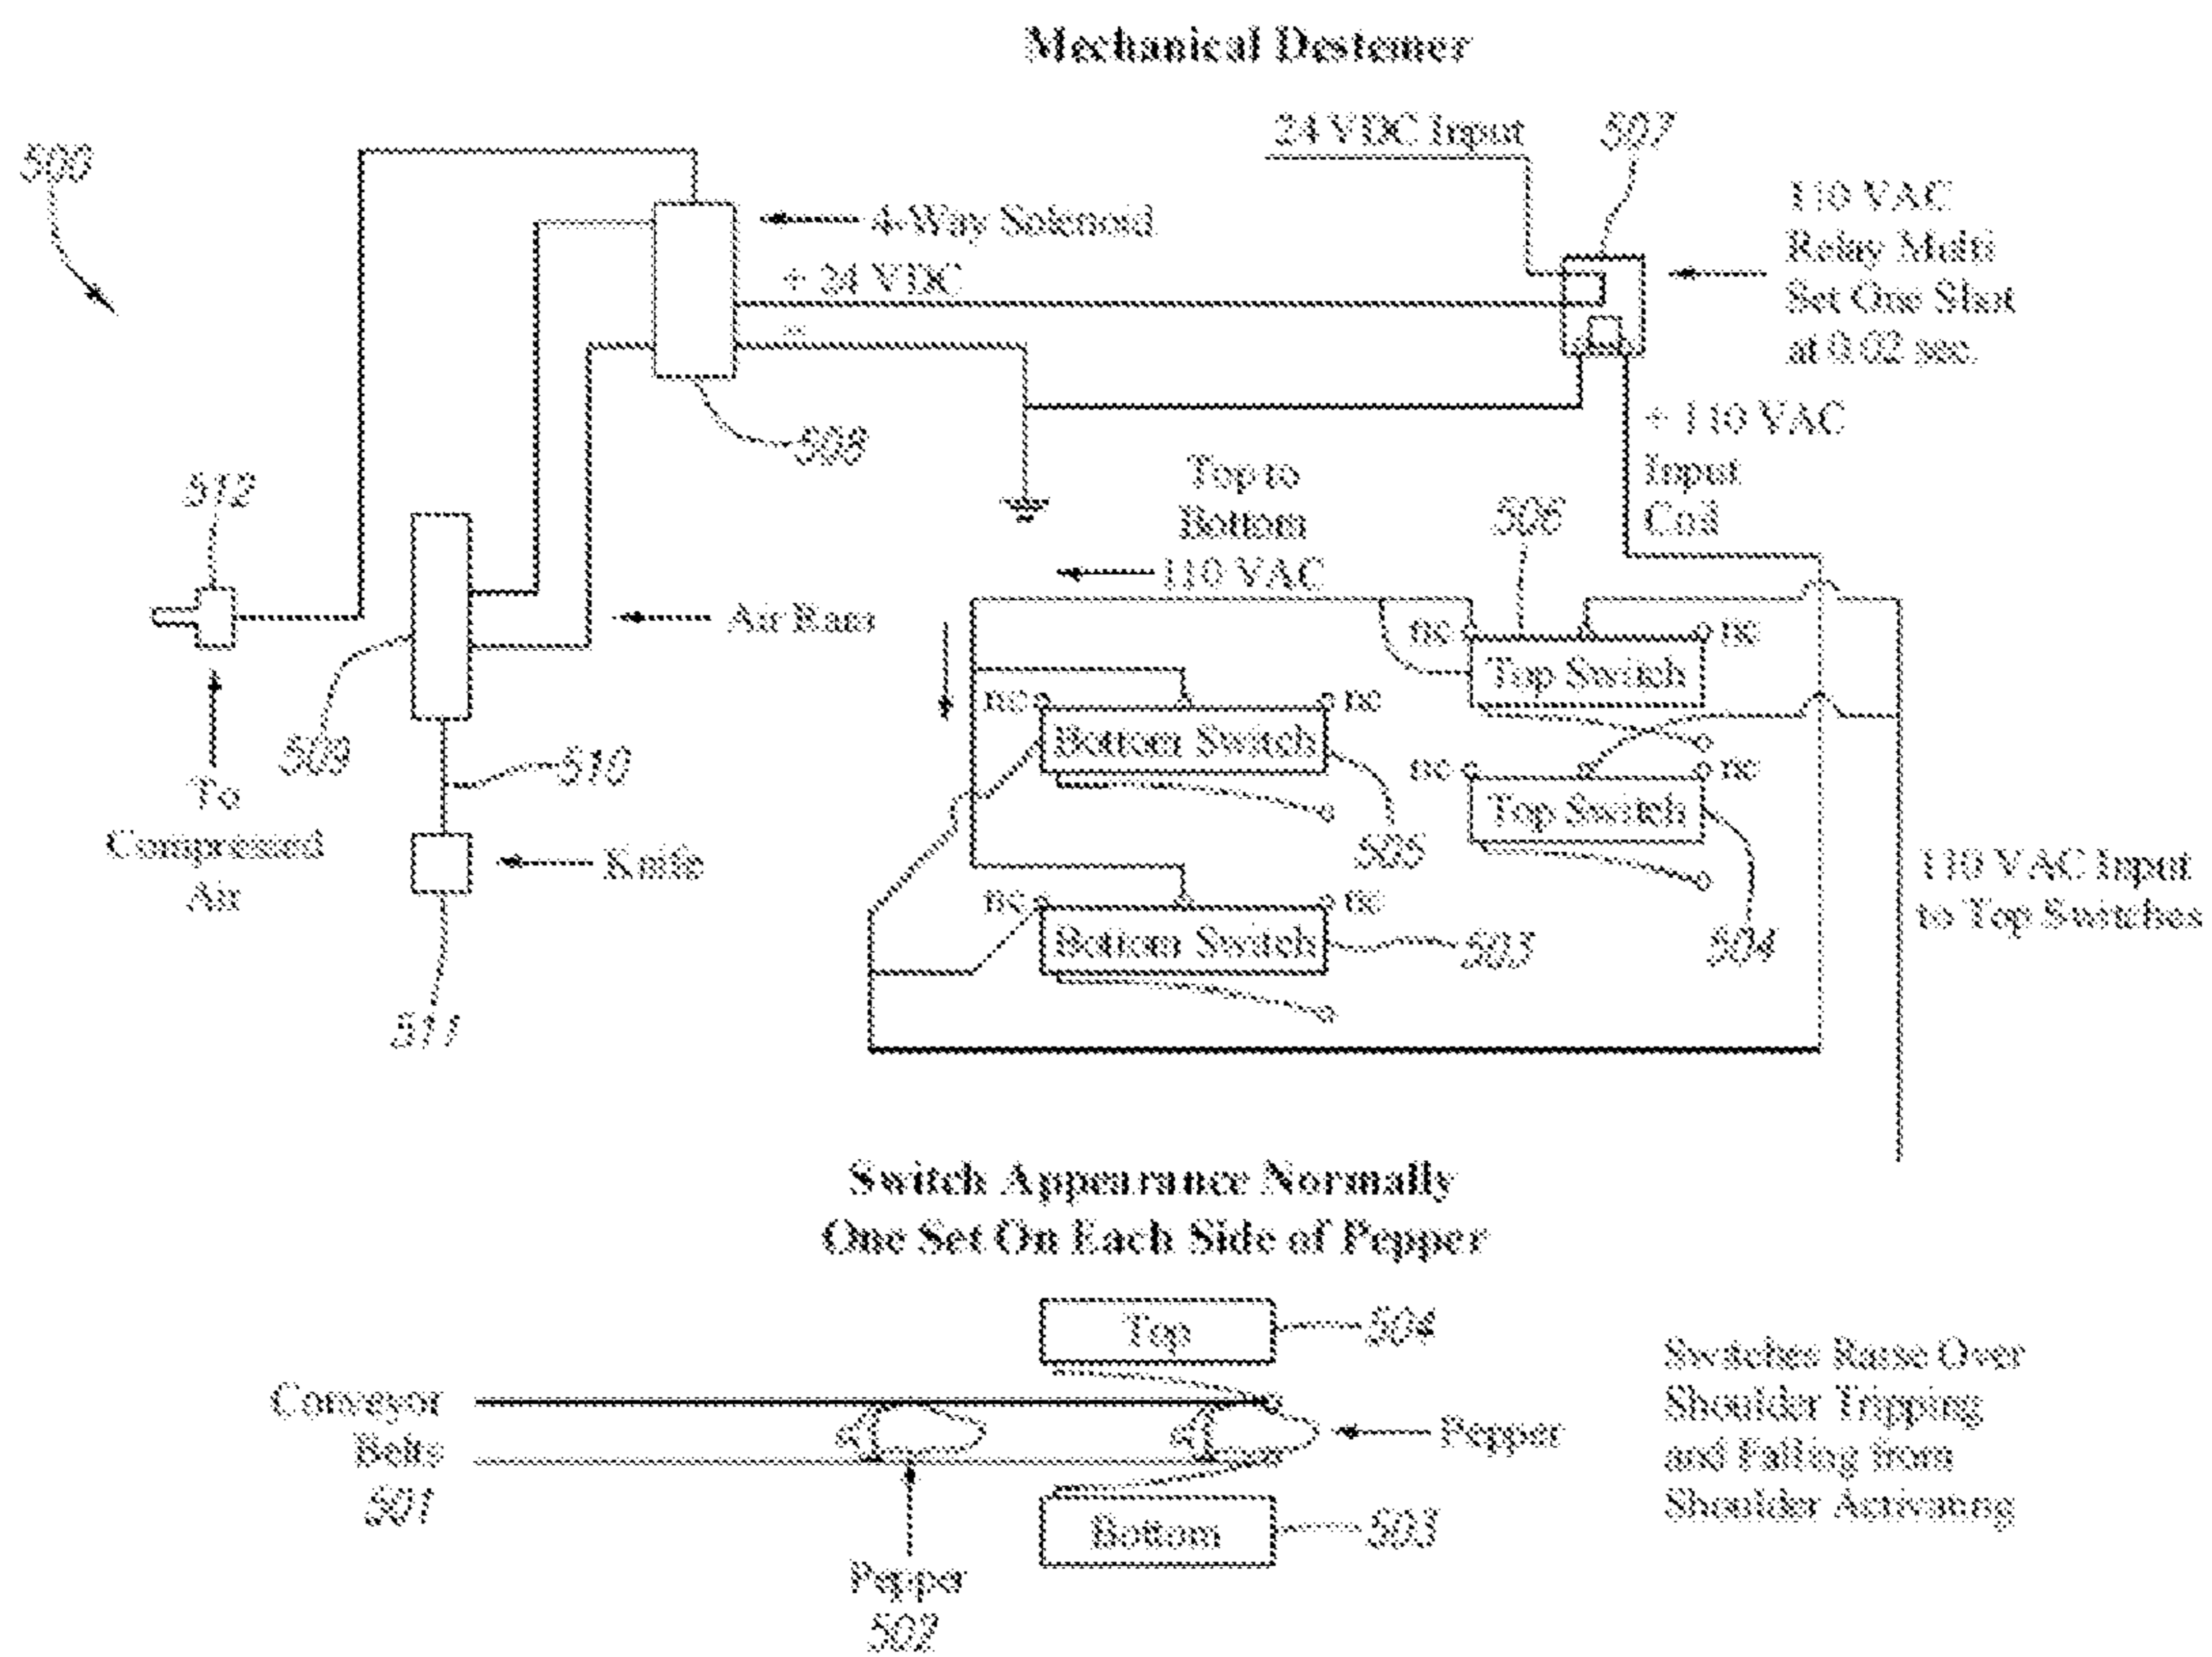 Mechanical Destemer
500
24 VDC Input
507
4-Way Solenoid
+ 24 VDC
-
110 VAC
Relay Multi
Set One Shot
at 0.02 sec.
508
+ 110 VAC
Input
Coil
512
Top to
Bottom
110 VAC
506
Air Ram
nc
nc
Top Switch
nc
nc
Bottom Switch
509
510
nc
nc
Top Switch
To
Compressed
Air
Knife
505
110 VAC Input
to Top Switches
nc
nc
Bottom Switch
503
504
511
Switch Appearance Normally
One Set On Each Side of Pepper
Top
504
Conveyor
Belts
501
Pepper
Switches Raise Over
Shoulder Tripping
and Falling from
Shoulder Activating
Bottom
503
Pepper
502